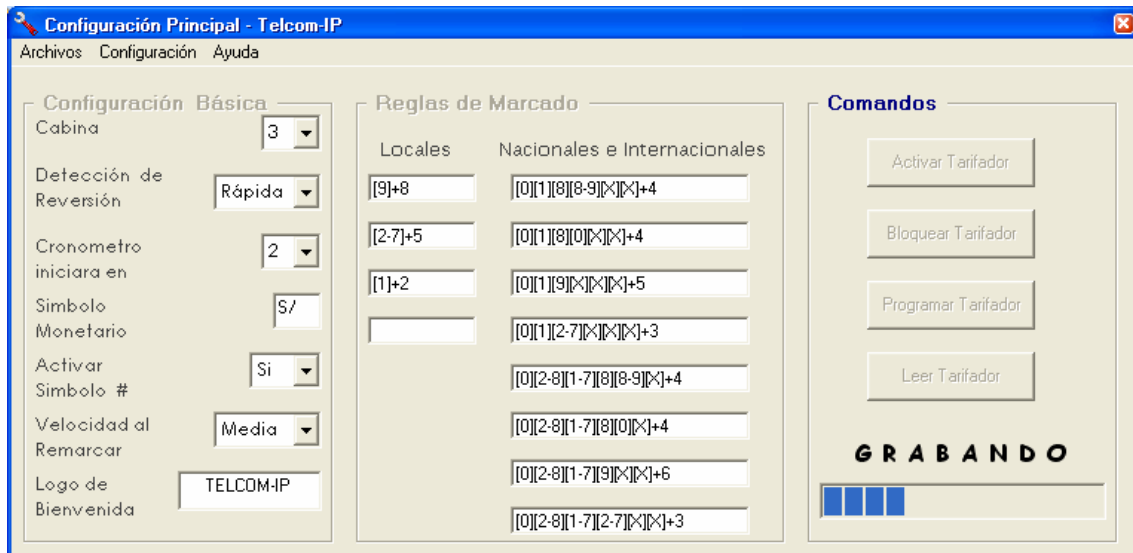 Configuración Principal - Telcom-IP
Archivos Configuración Ayuda
Configuración Básica
Cabina
3
Detección de
Reversión
Rápida
Cronometro
iniciara en
2
Simbolo
Monetario
S/
Activar
Simbolo #
Si
Velocidad al
Remarcar
Media
Logo de
Bienvenida
TELCOM-IP
Reglas de Marcado
Locales
[9]+8
[2-7]+5
[1]+2
Nacionales e Internacionales
[0][1][8][8-9][X][X]+4
[0][1][8][0][X][X]+4
[0][1][9][X][X][X]+5
[0][1][2-7][X][X][X]+3
[0][2-8][1-7][8][8-9][X]+4
[0][2-8][1-7][8][0][X]+4
[0][2-8][1-7][9][X][X]+6
[0][2-8][1-7][2-7][X][X]+3
Comandos
Activar Tarifador
Bloquear Tarifador
Programar Tarifador
Leer Tarifador
GRABANDO